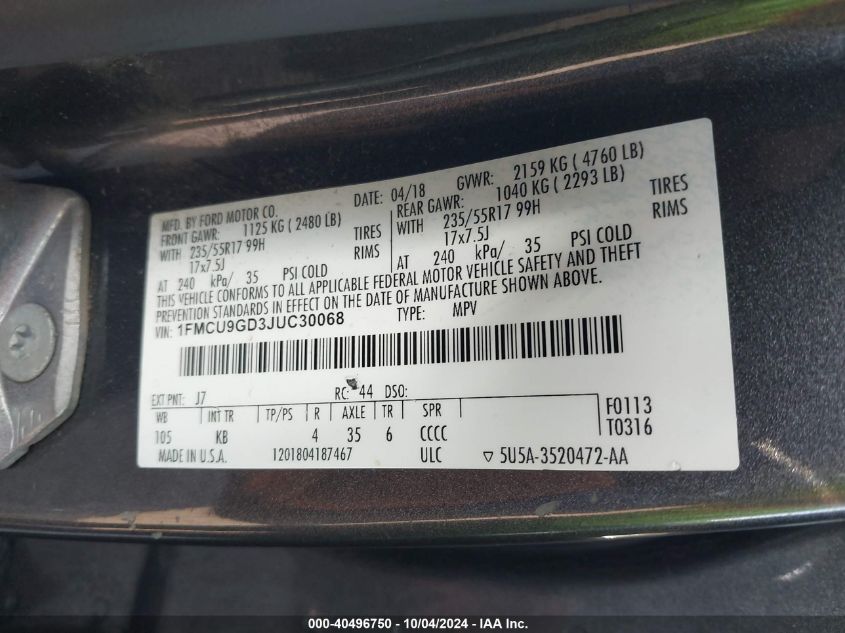 MFD. BY FORD MOTOR CO. DATE: 04/18 GVWR: 2159 KG ( 4760 LB)
FRONT GAWR: 1125 KG ( 2480 LB) REAR GAWR: 1040 KG ( 2293 LB)
WITH 235/55R17 99H TIRES WITH 235/55R17 99H TIRES
17x7.5J RIMS 17x7.5J RIMS
AT 240 kPa/ 35 PSI COLD AT 240 kPa/ 35 PSI COLD
THIS VEHICLE CONFORMS TO ALL APPLICABLE FEDERAL MOTOR VEHICLE SAFETY AND THEFT
PREVENTION STANDARDS IN EFFECT ON THE DATE OF MANUFACTURE SHOWN ABOVE.
VIN: 1FMCU9GD3JUC30068 TYPE: MPV
EXT PNT: J7 RC: 44 DSO:
WB INT TR TP/PS R AXLE TR SPR F0113
105 KB 4 35 6 CCCC T0316
MADE IN U.S.A. 1201804187467 ULC ▽ 5U5A-3520472-AA
000-40496750 - 10/04/2024 - IAA Inc.